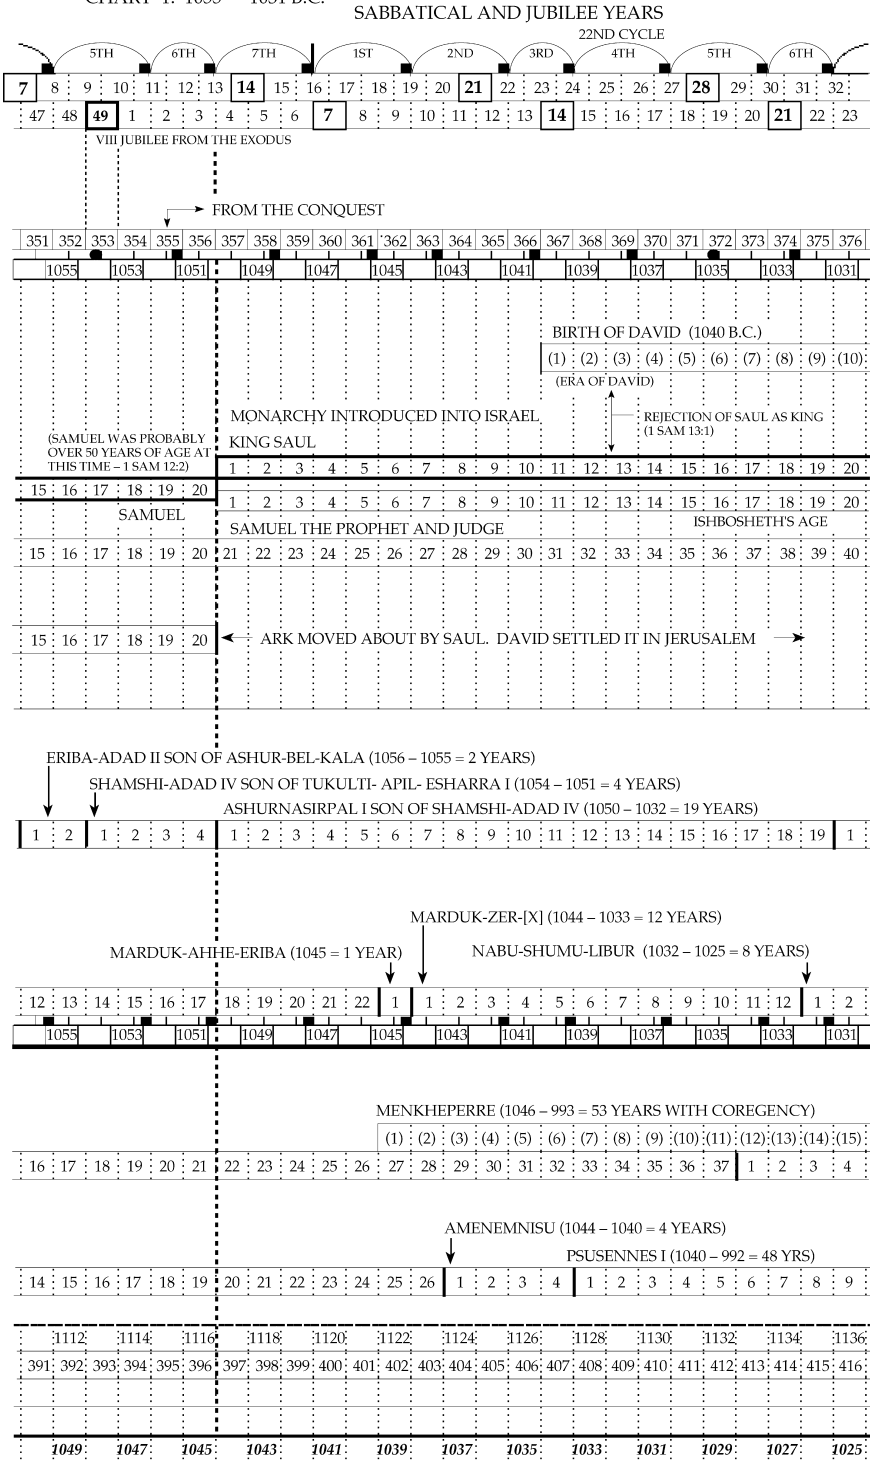 SABBATICAL AND JUBILEE YEARS
22ND CYCLE
5TH 6TH 7TH 1ST 2ND 3RD 4TH 5TH 6TH
7 8 9 10 11 12 13 14 15 16 17 18 19 20 21 22 23 24 25 26 27 28 29 30 31 32
47 48 49 1 2 3 4 5 6 7 8 9 10 11 12 13 14 15 16 17 18 19 20 21 22 23
VIII JUBILEE FROM THE EXODUS
FROM THE CONQUEST
351 352 353 354 355 356 357 358 359 360 361 362 363 364 365 366 367 368 369 370 371 372 373 374 375 376
1055 1053 1051 1049 1047 1045 1043 1041 1039 1037 1035 1033 1031
BIRTH OF DAVID (1040 B.C.)
(1) (2) (3) (4) (5) (6) (7) (8) (9) (10)
(ERA OF DAVID)
MONARCHY INTRODUCED INTO ISRAEL
REJECTION OF SAUL AS KING
(1 SAM 13:1)
(SAMUEL WAS PROBABLY
OVER 50 YEARS OF AGE AT
THIS TIME – 1 SAM 12:2)
KING SAUL
1 2 3 4 5 6 7 8 9 10 11 12 13 14 15 16 17 18 19 20
15 16 17 18 19 20
1 2 3 4 5 6 7 8 9 10 11 12 13 14 15 16 17 18 19 20
SAMUEL
ISHBOSHETH'S AGE
SAMUEL THE PROPHET AND JUDGE
15 16 17 18 19 20 21 22 23 24 25 26 27 28 29 30 31 32 33 34 35 36 37 38 39 40
15 16 17 18 19 20 ARK MOVED ABOUT BY SAUL. DAVID SETTLED IT IN JERUSALEM
ERIBA-ADAD II SON OF ASHUR-BEL-KALA (1056 – 1055 = 2 YEARS)
SHAMSHI-ADAD IV SON OF TUKULTI- APIL- ESHARRA I (1054 – 1051 = 4 YEARS)
ASHURNASIRPAL I SON OF SHAMSHI-ADAD IV (1050 – 1032 = 19 YEARS)
1 2 1 2 3 4 1 2 3 4 5 6 7 8 9 10 11 12 13 14 15 16 17 18 19 1
MARDUK-ZER-[X] (1044 – 1033 = 12 YEARS)
MARDUK-AHHE-ERIBA (1045 = 1 YEAR)
NABU-SHUMU-LIBUR (1032 – 1025 = 8 YEARS)
12 13 14 15 16 17 18 19 20 21 22 1 1 2 3 4 5 6 7 8 9 10 11 12 1 2
1055 1053 1051 1049 1047 1045 1043 1041 1039 1037 1035 1033 1031
MENKHEPERRE (1046 – 993 = 53 YEARS WITH COREGENCY)
(1) (2) (3) (4) (5) (6) (7) (8) (9) (10) (11) (12) (13) (14) (15)
16 17 18 19 20 21 22 23 24 25 26 27 28 29 30 31 32 33 34 35 36 37 1 2 3 4
AMENEMNISU (1044 – 1040 = 4 YEARS)
PSUSENNES I (1040 – 992 = 48 YRS)
14 15 16 17 18 19 20 21 22 23 24 25 26 1 2 3 4 1 2 3 4 5 6 7 8 9
1112 1114 1116 1118 1120 1122 1124 1126 1128 1130 1132 1134 1136
391 392 393 394 395 396 397 398 399 400 401 402 403 404 405 406 407 408 409 410 411 412 413 414 415 416
1049 1047 1045 1043 1041 1039 1037 1035 1033 1031 1029 1027 1025